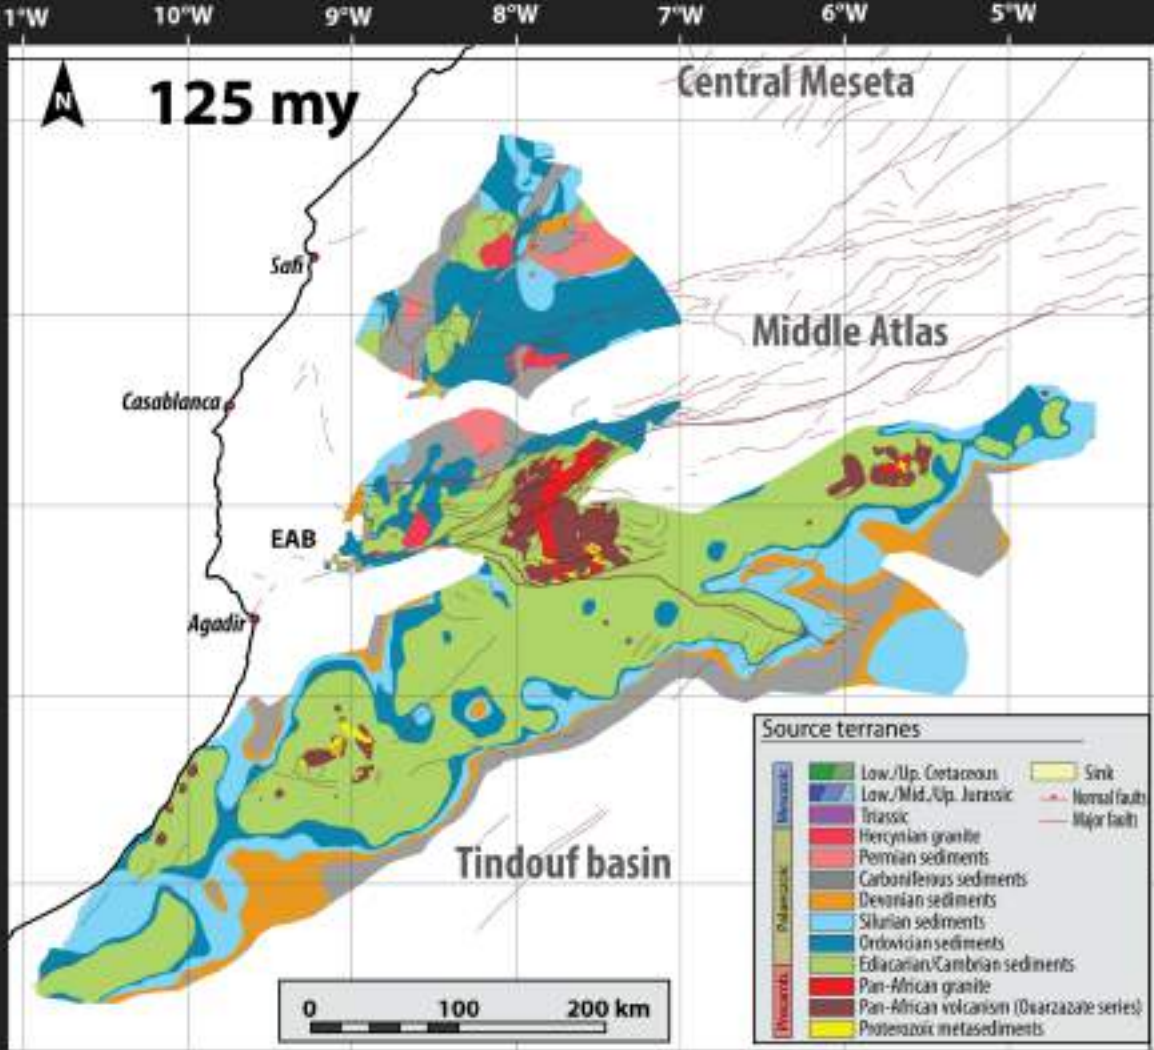 1°W 10°W 9°W 8°W 7°W 6°W 5°W
N
125 my
Central Meseta
Safi
Middle Atlas
Casablanca
EAB
Agadir
Tindouf basin
Source terranes
Mesozoic
Low./Up. Cretaceous
Low./Mid./Up. Jurassic
Triassic
Palaeozoic
Hercynian granite
Permian sediments
Carboniferous sediments
Devonian sediments
Silurian sediments
Ordovician sediments
Ediacarian/Cambrian sediments
Precamb.
Pan-African granite
Pan-African volcanism (Ouarzazate series)
Proterozoic metasediments
Sink
Normal faults
Major faults
0 100 200 km